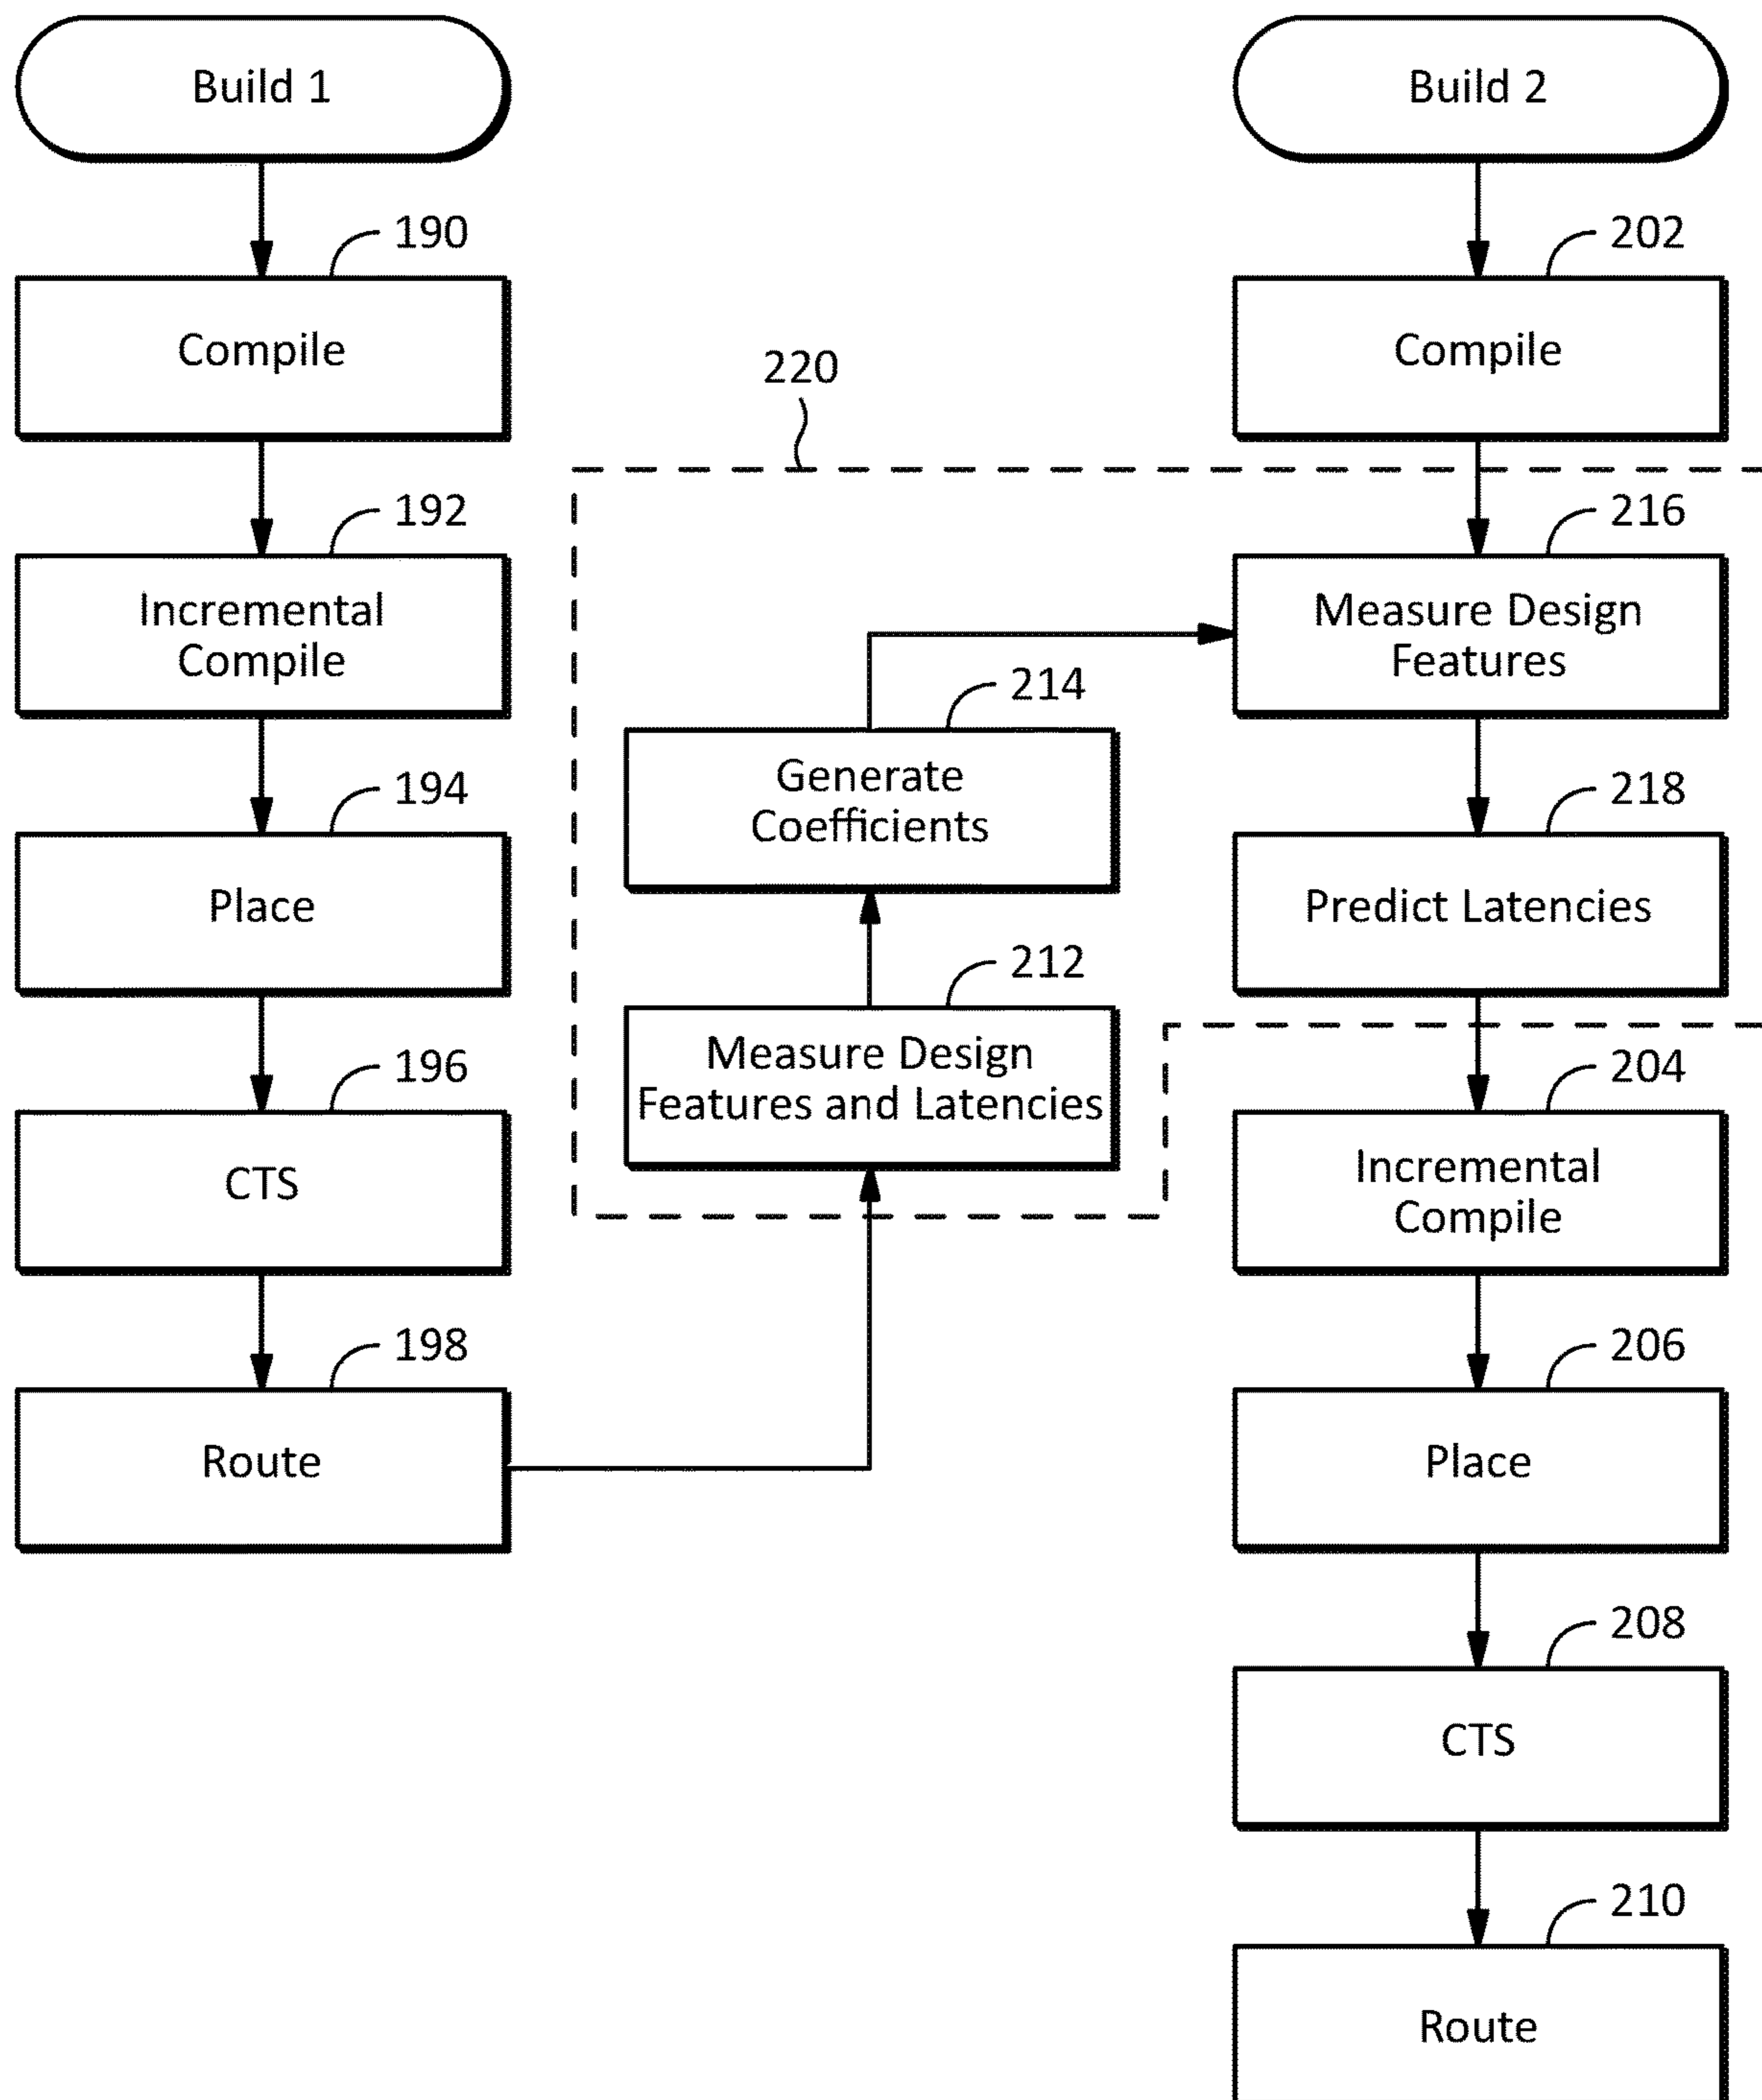 Build 1
190
Compile
192
Incremental
Compile
194
Place
196
CTS
198
Route
220
214
Generate
Coefficients
212
Measure Design
Features and Latencies
Build 2
202
Compile
216
Measure Design
Features
218
Predict Latencies
204
Incremental
Compile
206
Place
208
CTS
210
Route